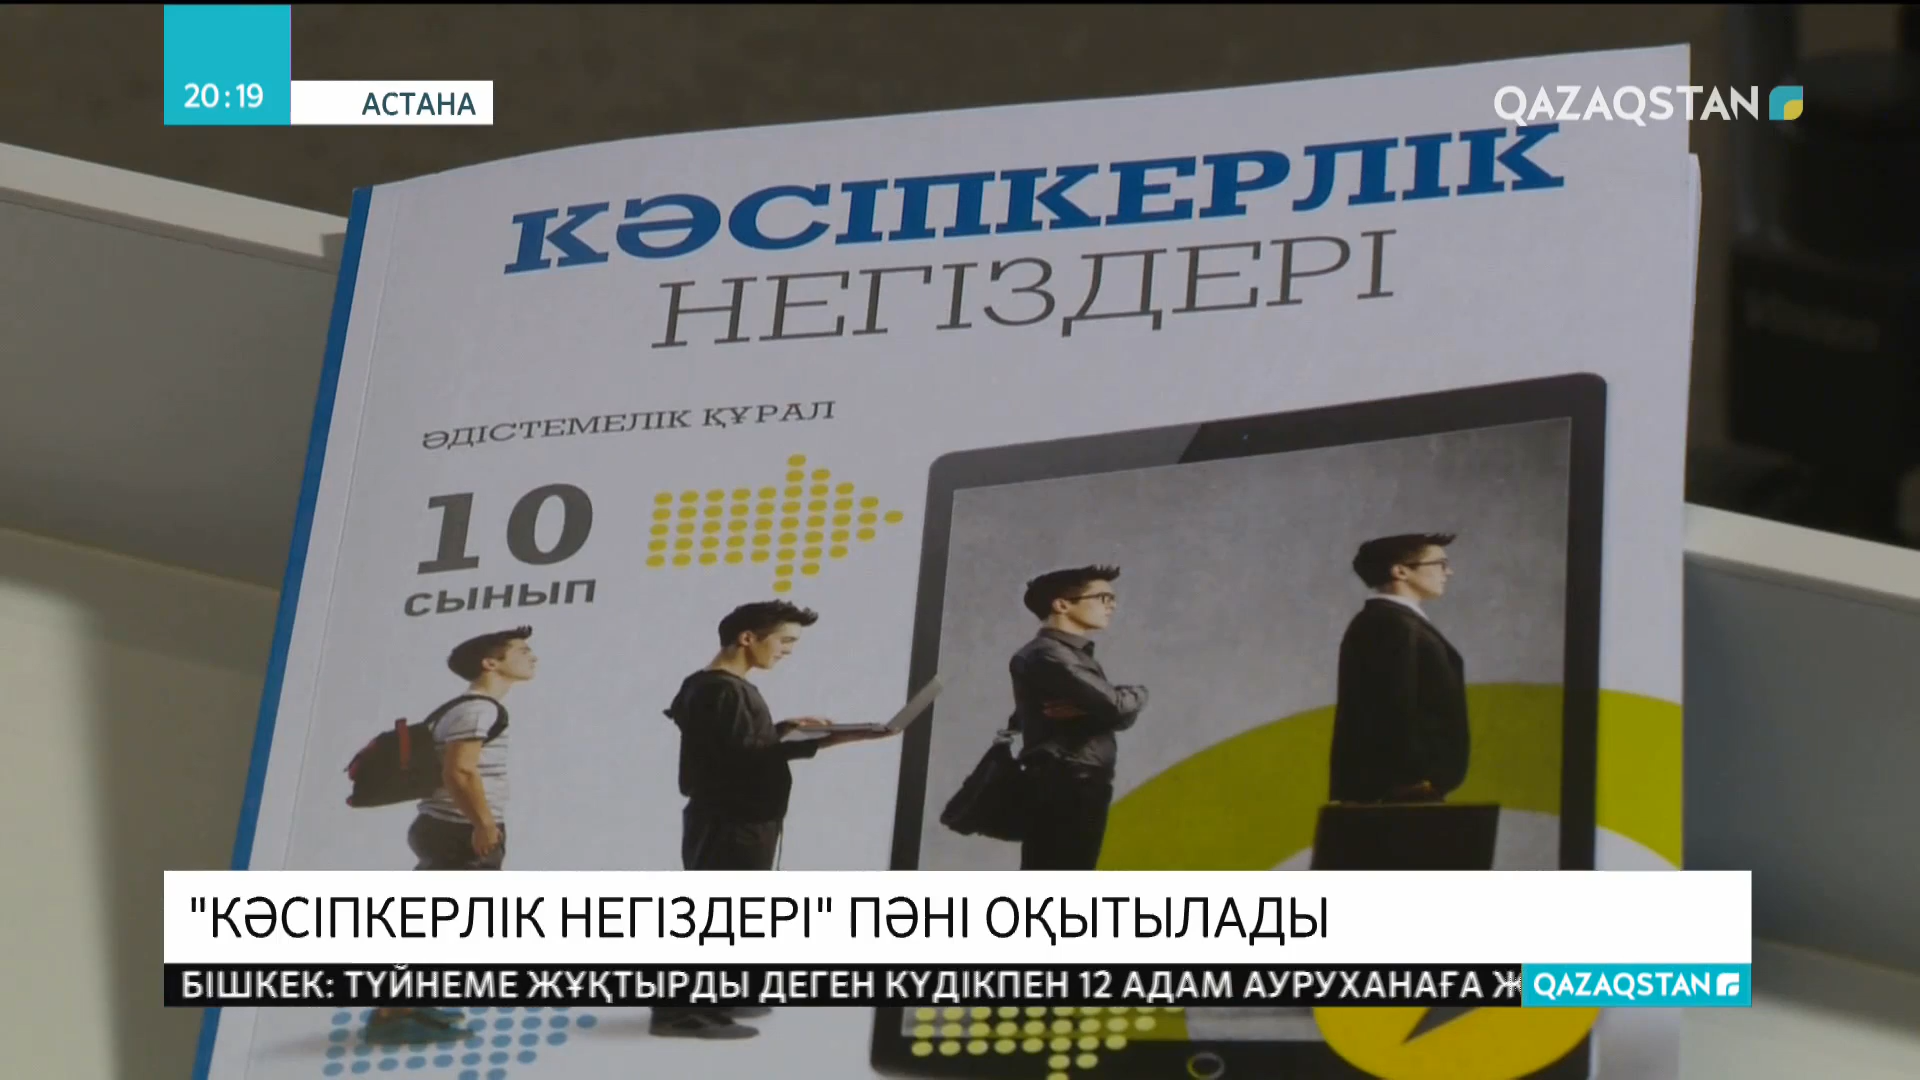 20:19
АСТАНА
QAZAQSTAN
КӘСІПКЕРЛІК
НЕГІЗДЕРІ
ӘДІСТЕМЕЛІК ҚҰРАЛ
10
СЫНЫП
"КӘСІПКЕРЛІК НЕГІЗДЕРІ" ПӘНІ ОҚЫТЫЛАДЫ
БІШКЕК: ТҮЙНЕМЕ ЖҰҚТЫРДЫ ДЕГЕН КҮДІКПЕН 12 АДАМ АУРУХАНАҒА Ж
QAZAQSTAN